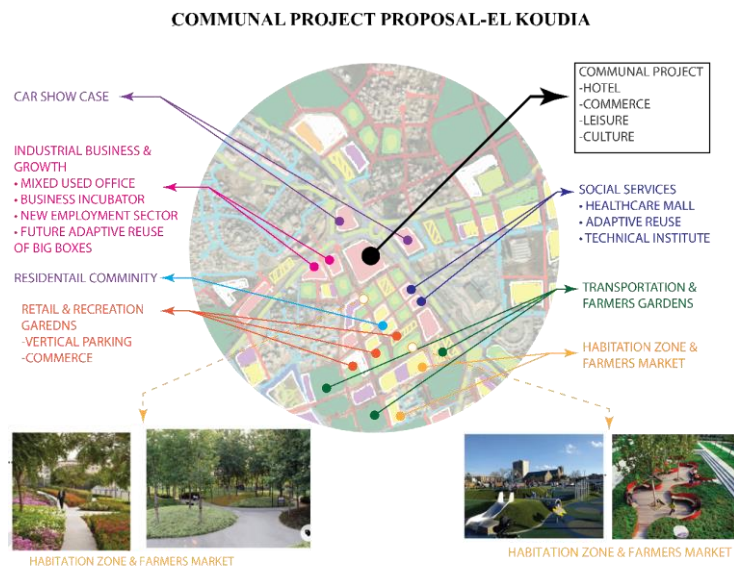 COMMUNAL PROJECT PROPOSAL-EL KOUDIA
CAR SHOW CASE
INDUSTRIAL BUSINESS &
GROWTH
• MIXED USED OFFICE
• BUSINESS INCUBATOR
• NEW EMPLOYMENT SECTOR
• FUTURE ADAPTIVE REUSE
OF BIG BOXES
RESIDENTAIL COMMINITY
RETAIL & RECREATION
GAREDNS
-VERTICAL PARKING
-COMMERCE
COMMUNAL PROJECT
-HOTEL
-COMMERCE
-LEISURE
-CULTURE
SOCIAL SERVICES
• HEALTHCARE MALL
• ADAPTIVE REUSE
• TECHNICAL INSTITUTE
TRANSPORTATION &
FARMERS GARDENS
HABITATION ZONE &
FARMERS MARKET
HABITATION ZONE & FARMERS MARKET
HABITATION ZONE & FARMERS MARKET